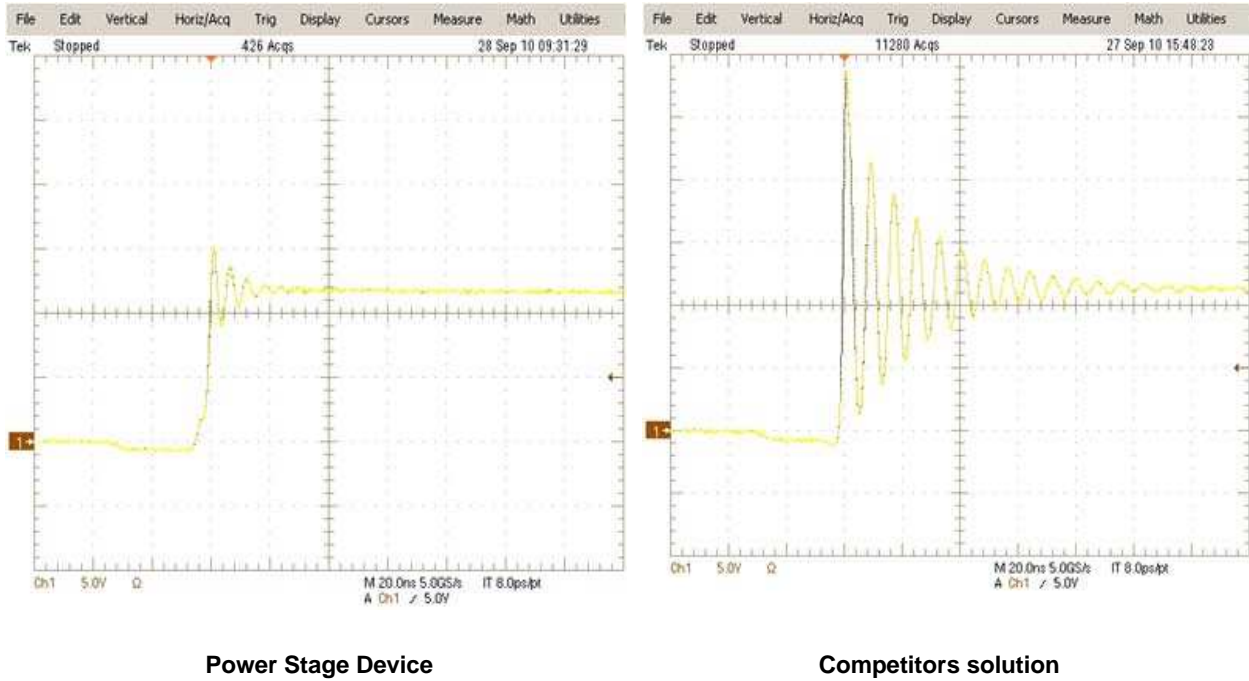 File Edit Vertical Horiz/Acq Trig Display Cursors Measure Math Utilities
Tek Stopped 426 Acqs 28 Sep 10 09:31:29
1
Ch1 5.0V Ω M 20.0ns 5.0GS/s IT 8.0ps/pt
A Ch1 ∕ 5.0V
Power Stage Device
File Edit Vertical Horiz/Acq Trig Display Cursors Measure Math Utilities
Tek Stopped 11280 Acqs 27 Sep 10 15:48:23
1
Ch1 5.0V Ω M 20.0ns 5.0GS/s IT 8.0ps/pt
A Ch1 ∕ 5.0V
Competitors solution